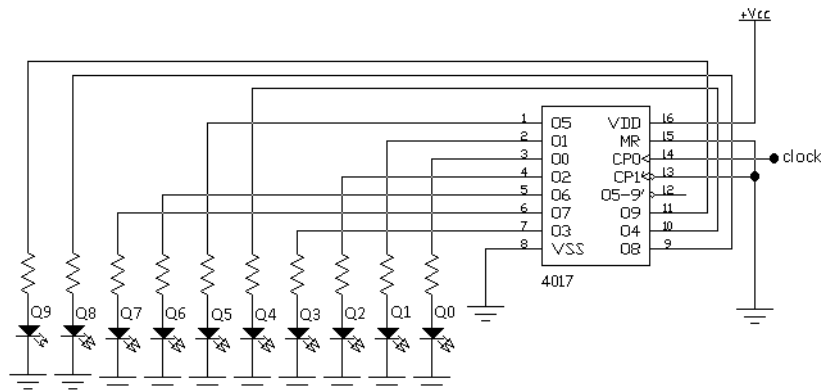 +Vcc
1 O5 VDD 16
2 O1 MR 15
3 O0 CP0 14 clock
4 O2 CP1' 13
5 O6 O5-9' 12
6 O7 O9 11
7 O3 O4 10
8 VSS O8 9
4017
Q9 Q8 Q7 Q6 Q5 Q4 Q3 Q2 Q1 Q0